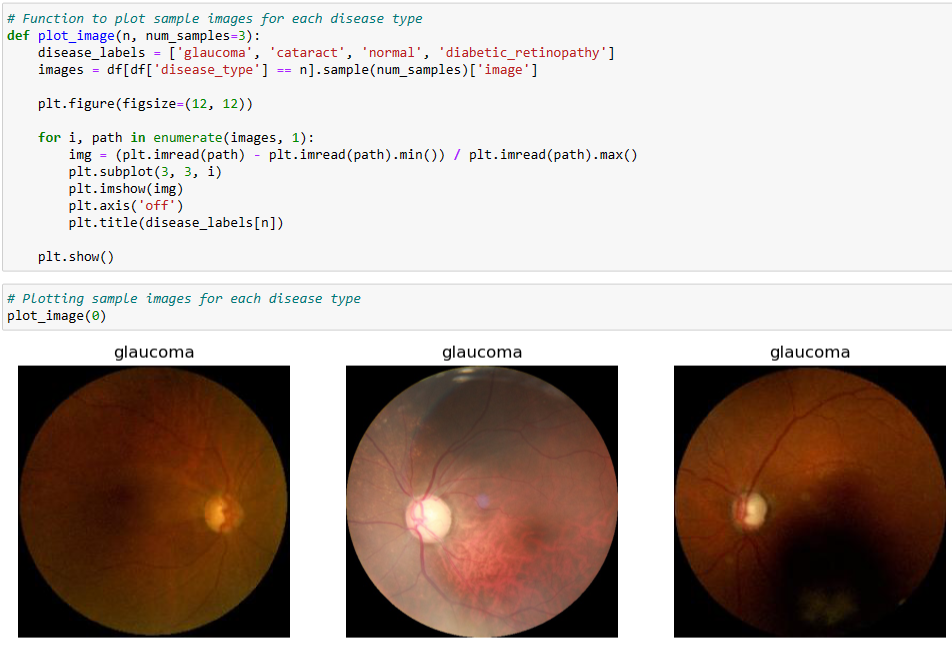 # Function to plot sample images for each disease type
def plot_image(n, num_samples=3):
    disease_labels = ['glaucoma', 'cataract', 'normal', 'diabetic_retinopathy']
    images = df[df['disease_type'] == n].sample(num_samples)['image']

    plt.figure(figsize=(12, 12))

    for i, path in enumerate(images, 1):
        img = (plt.imread(path) - plt.imread(path).min()) / plt.imread(path).max()
        plt.subplot(3, 3, i)
        plt.imshow(img)
        plt.axis('off')
        plt.title(disease_labels[n])

    plt.show()

# Plotting sample images for each disease type
plot_image(0)
glaucoma
glaucoma
glaucoma